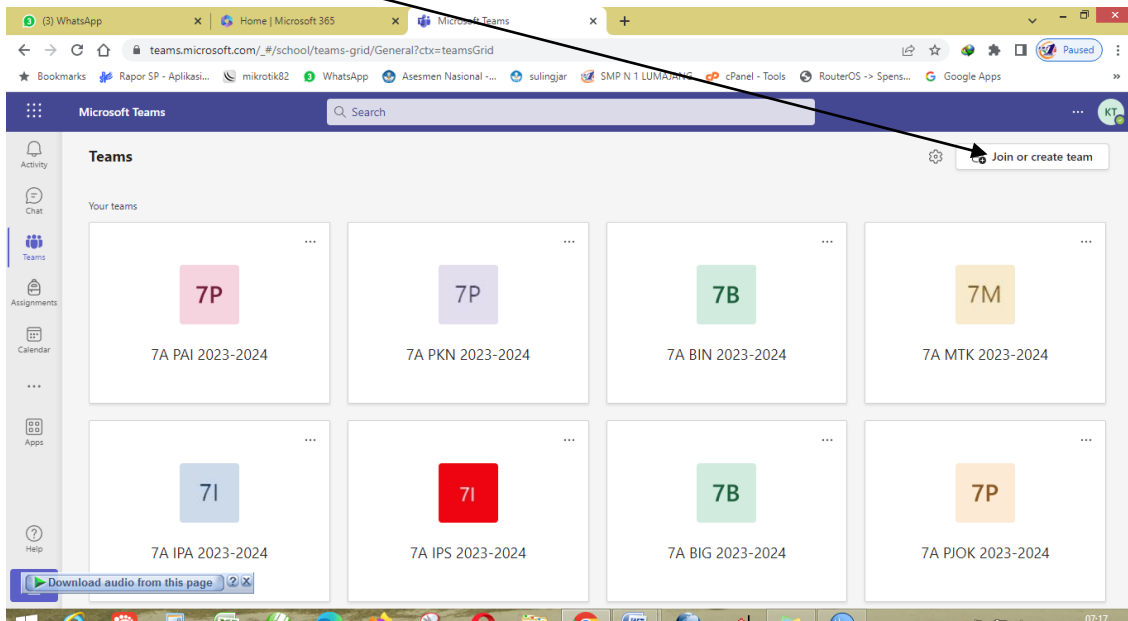 (3) WhatsApp
Home | Microsoft 365
Microsoft Teams
teams.microsoft.com/_#/school/teams-grid/General?ctx=teamsGrid
Paused
Bookmarks
Rapor SP - Aplikasi...
mikrotik82
WhatsApp
Asesmen Nasional -...
sulingjar
SMP N 1 LUMAJANG
cPanel - Tools
RouterOS -> Spens...
Google Apps
»
Microsoft Teams
Search
KT
Activity
Chat
Teams
Assignments
Calendar
Apps
Help
Teams
Join or create team
Your teams
7P
7A PAI 2023-2024
7P
7A PKN 2023-2024
7B
7A BIN 2023-2024
7M
7A MTK 2023-2024
7I
7A IPA 2023-2024
7I
7A IPS 2023-2024
7B
7A BIG 2023-2024
7P
7A PJOK 2023-2024
Download audio from this page
?
X
07:17